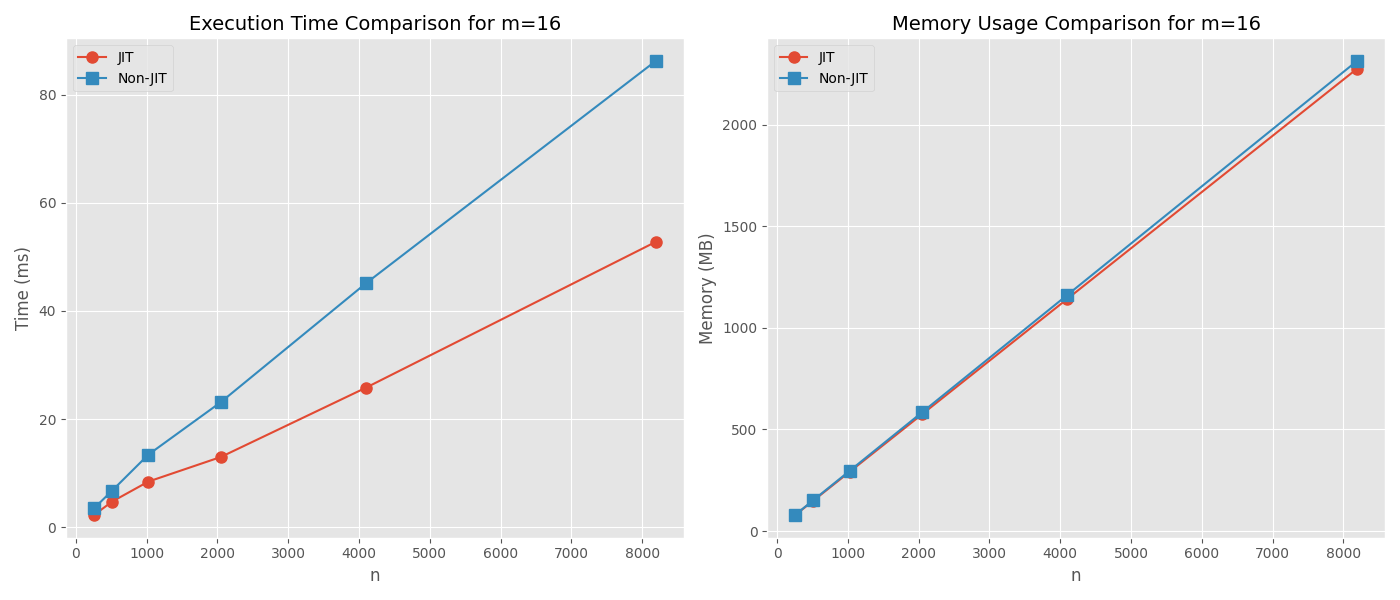 Execution Time Comparison for m=16
JIT
Non-JIT
Time (ms)
80
60
40
20
0
0 1000 2000 3000 4000 5000 6000 7000 8000
n
Memory Usage Comparison for m=16
JIT
Non-JIT
Memory (MB)
2000
1500
1000
500
0
0 1000 2000 3000 4000 5000 6000 7000 8000
n